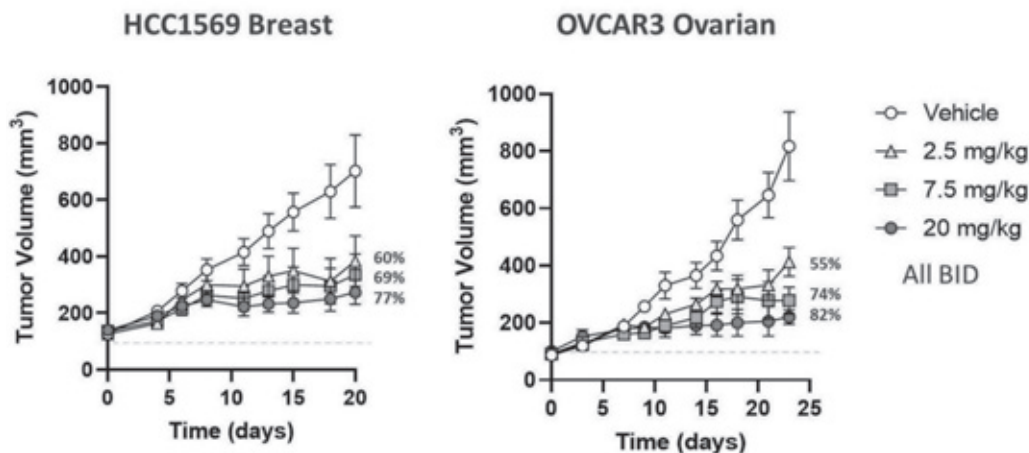 HCC1569 Breast
Tumor Volume (mm³)
1000
800
600
400
200
0
60%
69%
77%
0 5 10 15 20
Time (days)
OVCAR3 Ovarian
Tumor Volume (mm³)
1000
800
600
400
200
0
55%
74%
82%
0 5 10 15 20 25
Time (days)
Vehicle
2.5 mg/kg
7.5 mg/kg
20 mg/kg
All BID